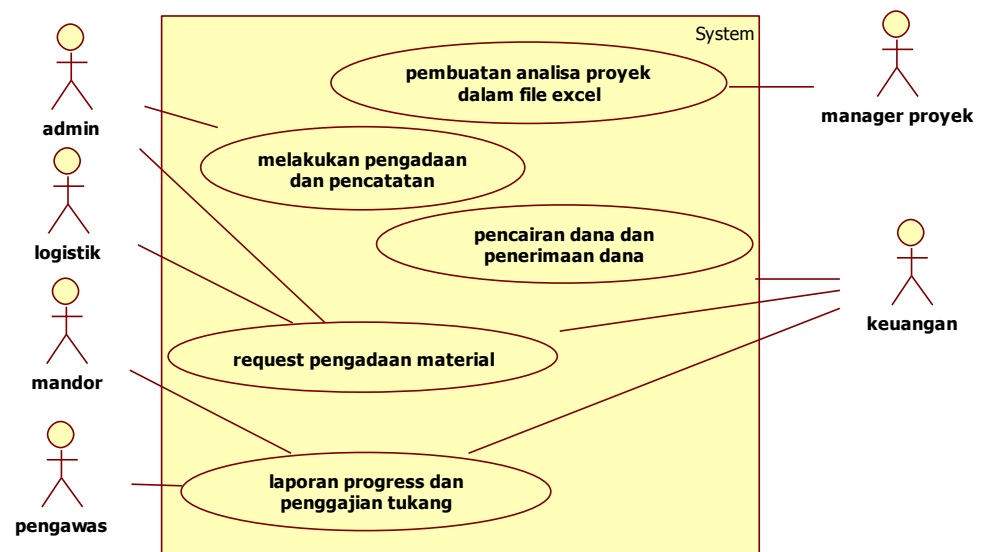 System
pembuatan analisa proyek
dalam file excel
manager proyek
admin
melakukan pengadaan
dan pencatatan
logistik
pencairan dana dan
penerimaan dana
keuangan
request pengadaan material
mandor
laporan progress dan
penggajian tukang
pengawas